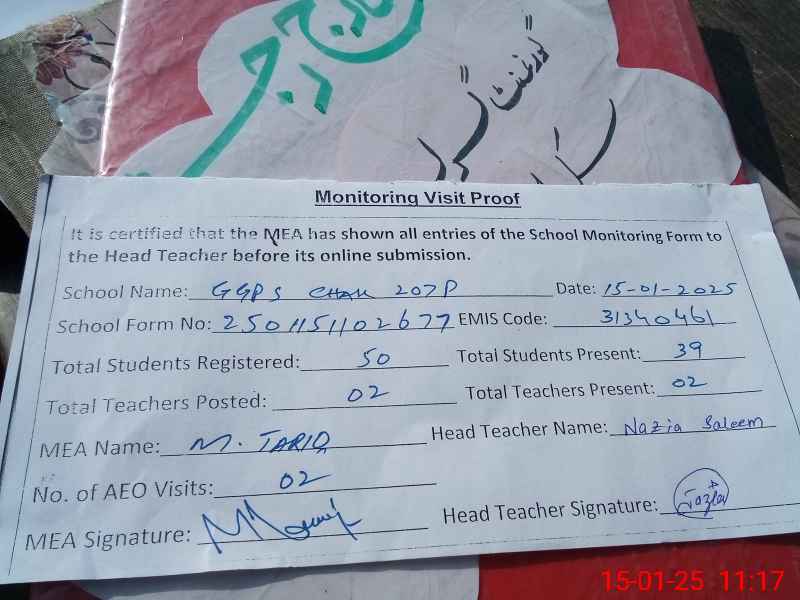 گورنمنٹ گرلز
Monitoring Visit Proof
It is certified that the MEA has shown all entries of the School Monitoring Form to
the Head Teacher before its online submission.
School Name: GGPS CHAK 207P Date: 15-01-2025
School Form No: 2501151102677 EMIS Code: 31340461
Total Students Registered: 50 Total Students Present: 39
Total Teachers Posted: 02 Total Teachers Present: 02
MEA Name: M. TARIQ Head Teacher Name: Nazia Saleem
No. of AEO Visits: 02
MEA Signature: Head Teacher Signature:
15-01-25 11:17